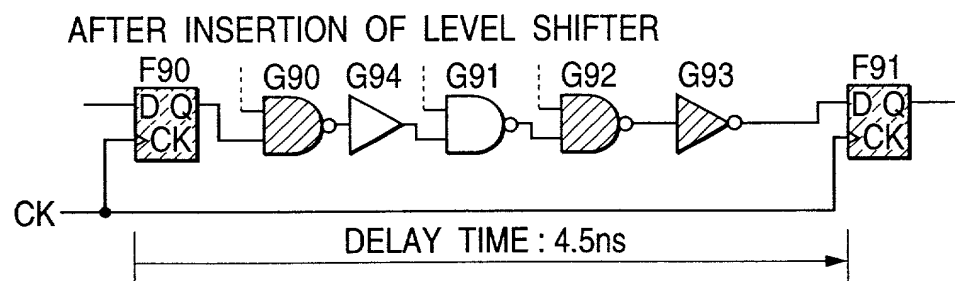 AFTER INSERTION OF LEVEL SHIFTER
F90 G90 G94 G91 G92 G93 F91
D Q D Q
CK CK
CK
DELAY TIME : 4.5ns